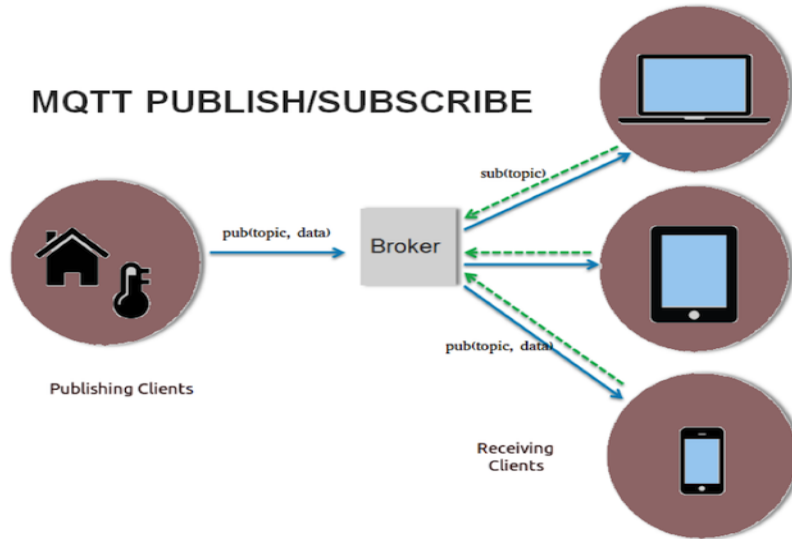 MQTT PUBLISH/SUBSCRIBE
sub(topic)
pub(topic, data)
Broker
pub(topic, data)
Publishing Clients
Receiving
Clients